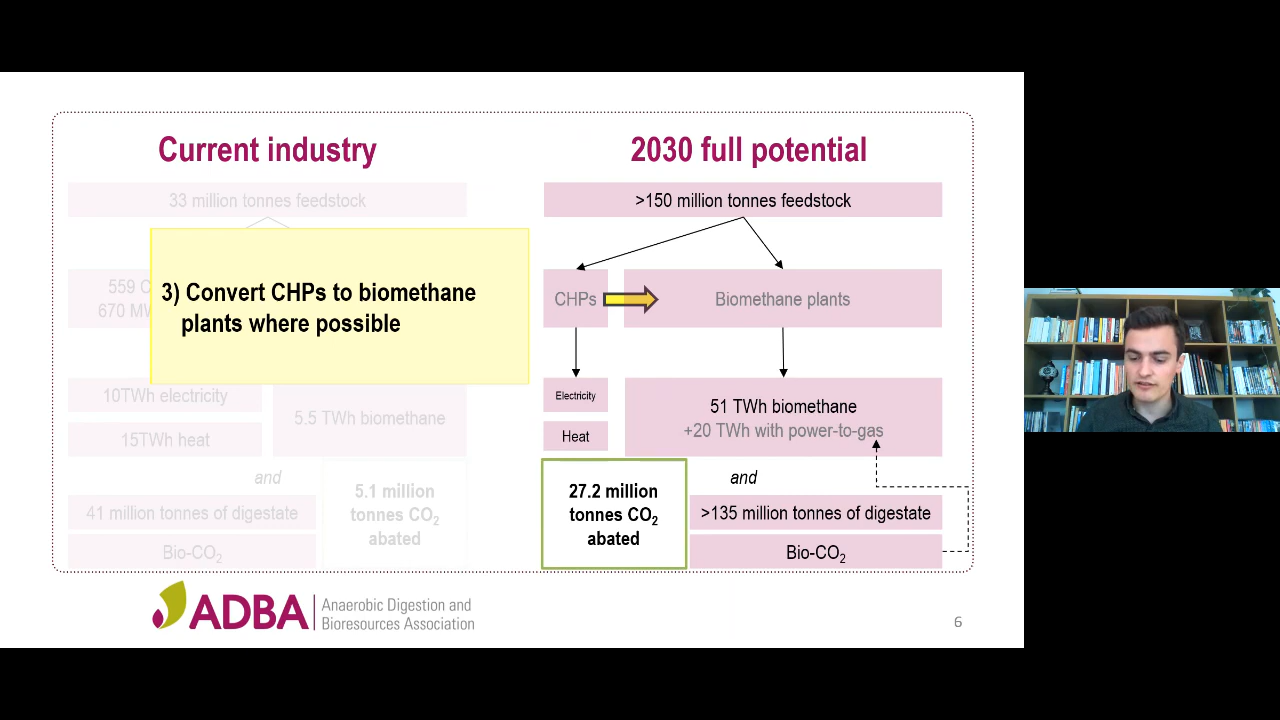 Current industry
2030 full potential
33 million tonnes feedstock
>150 million tonnes feedstock
559 C
670 MW
3) Convert CHPs to biomethane
plants where possible
CHPs
Biomethane plants
10TWh electricity
15TWh heat
5.5 TWh biomethane
Electricity
Heat
51 TWh biomethane
+20 TWh with power-to-gas
and
5.1 million
tonnes CO2
abated
41 million tonnes of digestate
Bio-CO2
27.2 million
tonnes CO2
abated
and
>135 million tonnes of digestate
Bio-CO2
ADBA
Anaerobic Digestion and
Bioresources Association
6